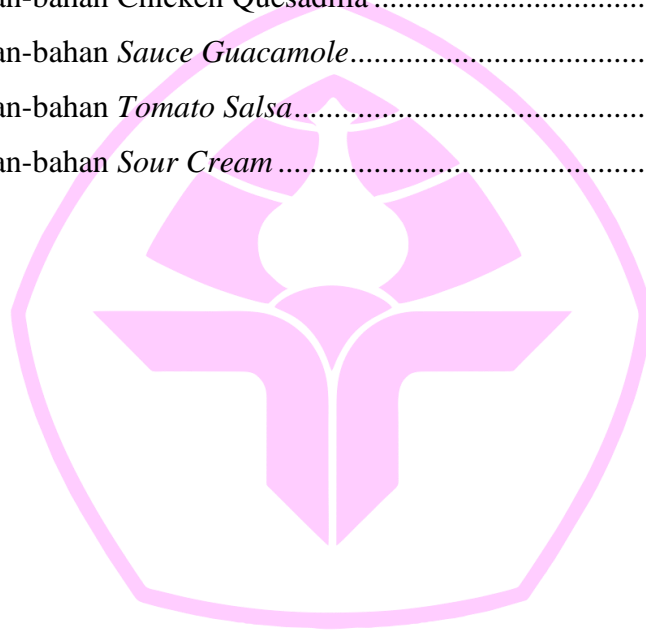 an-bahan Chicken Quesadilla....................................
an-bahan Sauce Guacamole.......................................
an-bahan Tomato Salsa..............................................
an-bahan Sour Cream................................................